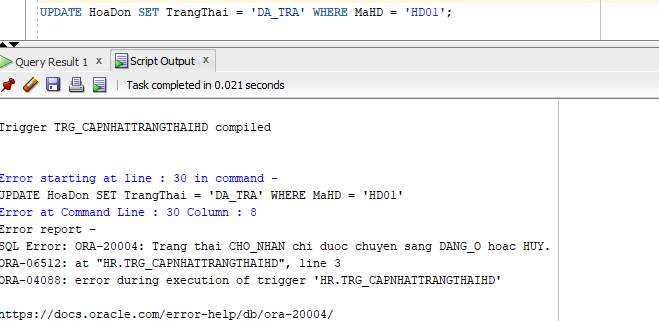 UPDATE HoaDon SET TrangThai = 'DA_TRA' WHERE MaHD = 'HD01';
Query Result 1 x Script Output x
Task completed in 0.021 seconds
Trigger TRG_CAPNHATTRANGTHAIHD compiled
Error starting at line : 30 in command -
UPDATE HoaDon SET TrangThai = 'DA_TRA' WHERE MaHD = 'HD01'
Error at Command Line : 30 Column : 8
Error report -
SQL Error: ORA-20004: Trang thai CHO_NHAN chi duoc chuyen sang DANG_O hoac HUY.
ORA-06512: at "HR.TRG_CAPNHATTRANGTHAIHD", line 3
ORA-04088: error during execution of trigger 'HR.TRG_CAPNHATTRANGTHAIHD'
https://docs.oracle.com/error-help/db/ora-20004/